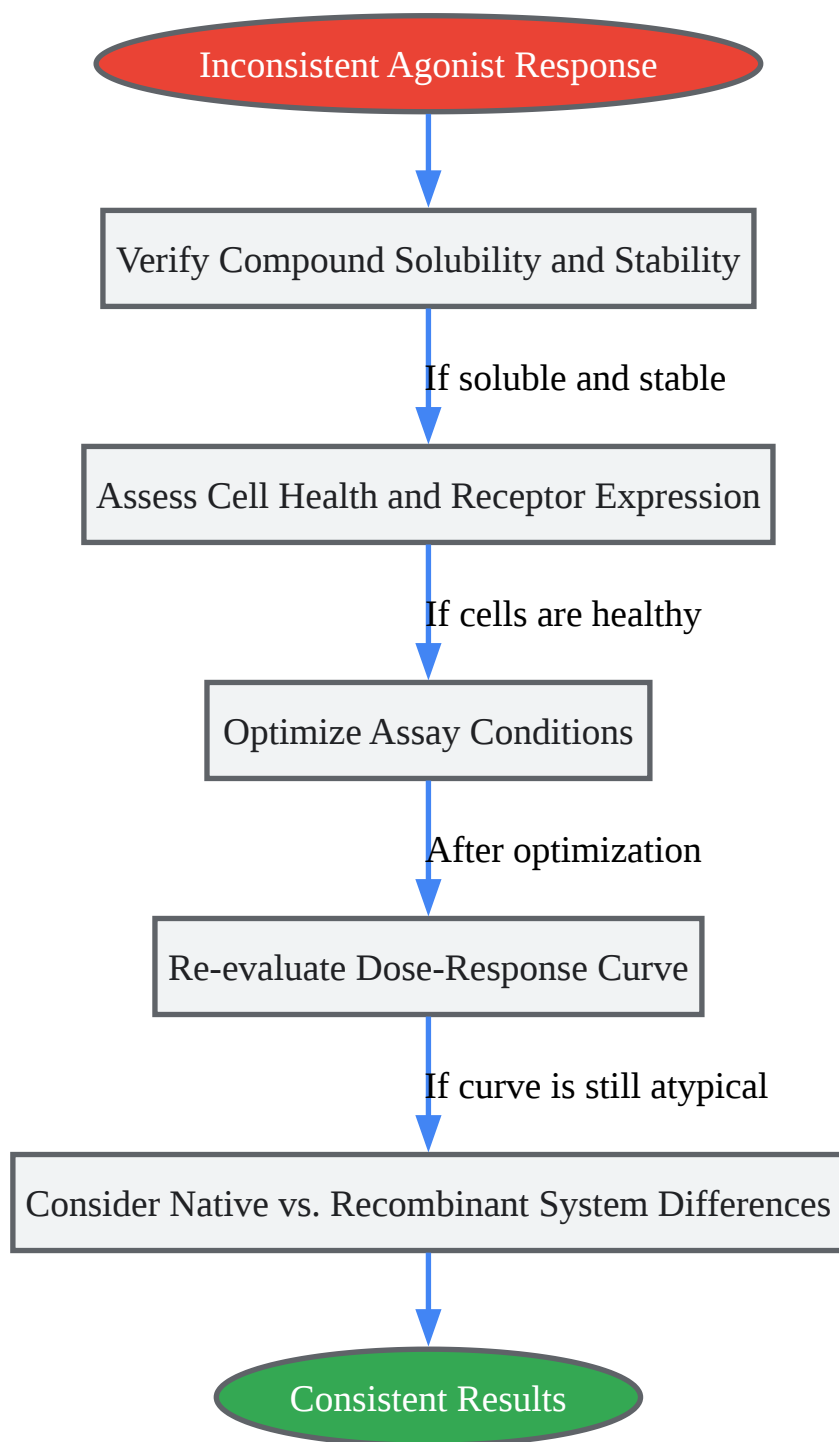 Inconsistent Agonist Response
Verify Compound Solubility and Stability
If soluble and stable
Assess Cell Health and Receptor Expression
If cells are healthy
Optimize Assay Conditions
After optimization
Re-evaluate Dose-Response Curve
If curve is still atypical
Consider Native vs. Recombinant System Differences
Consistent Results